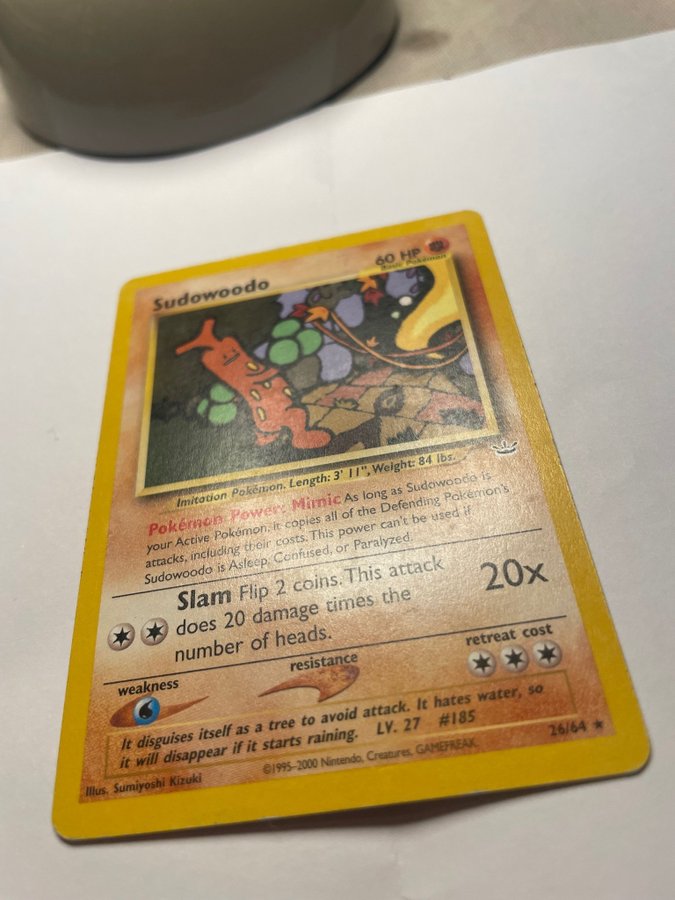 Sudowoodo
60 HP
Basic Pokémon
Imitation Pokémon. Length: 3' 11", Weight: 84 lbs.
Pokémon Power: Mimic As long as Sudowoodo is
your Active Pokémon, it copies all of the Defending Pokémon's
attacks, including their costs. This power can't be used if
Sudowoodo is Asleep, Confused, or Paralyzed
Slam Flip 2 coins. This attack
does 20 damage times the
number of heads.
20x
weakness
resistance
retreat cost
It disguises itself as a tree to avoid attack. It hates water, so
it will disappear if it starts raining. LV. 27 #185
Illus. Sumiyoshi Kizuki
©1995-2000 Nintendo, Creatures, GAMEFREAK
26/64 ★